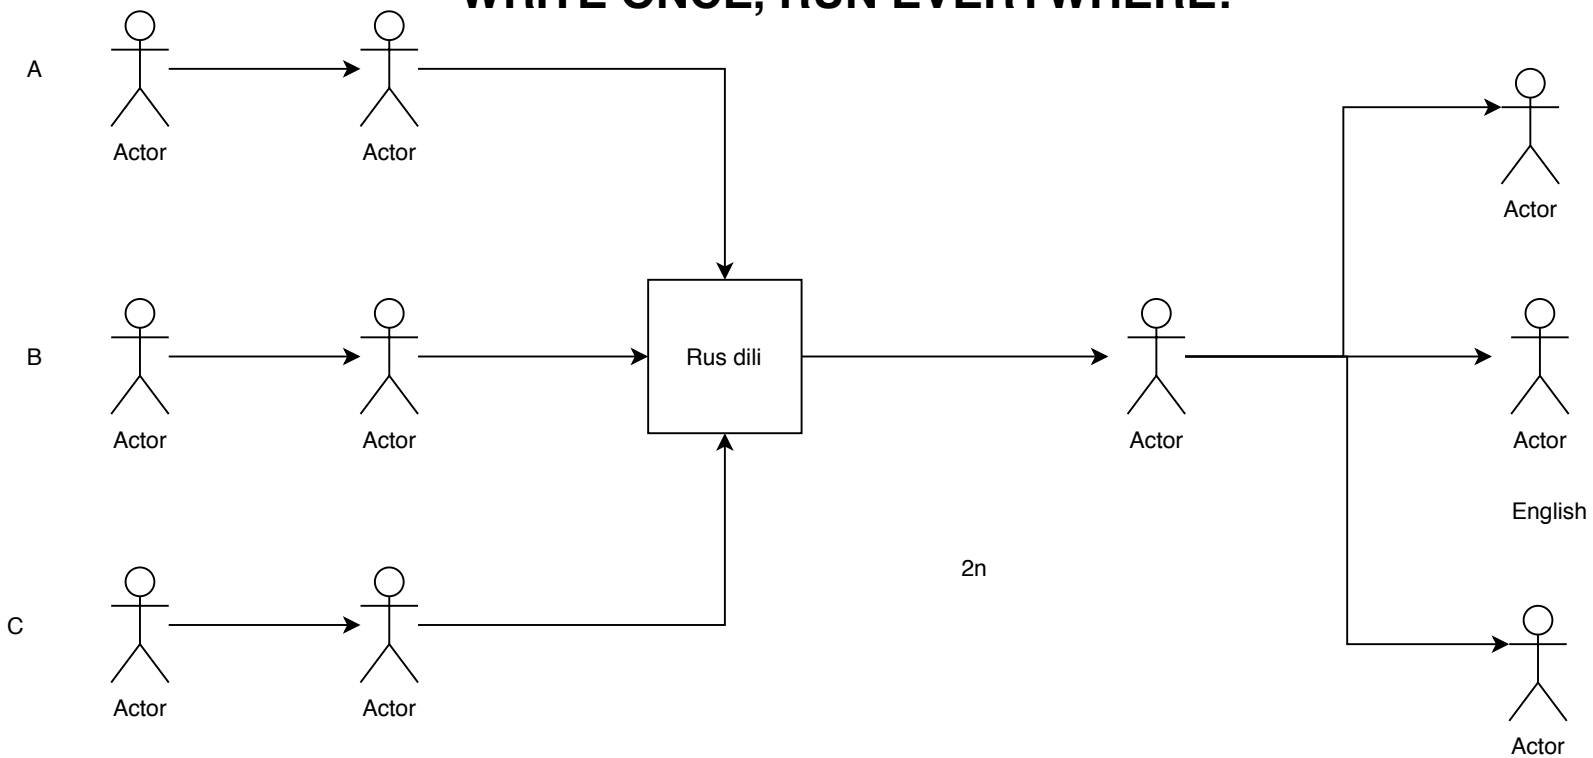 WRITE ONCE, RUN EVERYWHERE.
A
Actor
Actor
Actor
B
Actor
Actor
Rus dili
Actor
Actor
English
2n
C
Actor
Actor
Actor